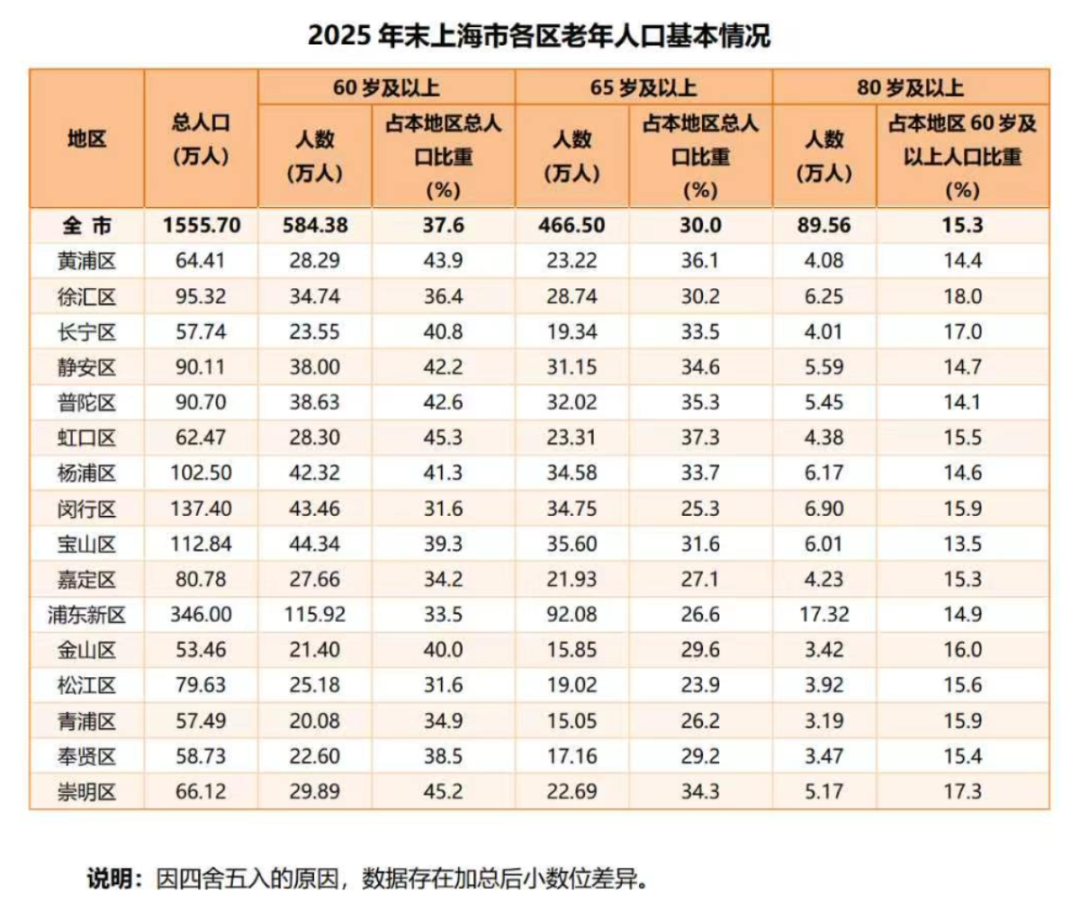 2025 年末上海市各区老年人口基本情况
地区 总人口(万人) 60 岁及以上 65 岁及以上 80 岁及以上
人数(万人) 占本地区总人口比重(%) 人数(万人) 占本地区总人口比重(%) 人数(万人) 占本地区 60 岁及以上人口比重(%)
全 市 1555.70 584.38 37.6 466.50 30.0 89.56 15.3
黄浦区 64.41 28.29 43.9 23.22 36.1 4.08 14.4
徐汇区 95.32 34.74 36.4 28.74 30.2 6.25 18.0
长宁区 57.74 23.55 40.8 19.34 33.5 4.01 17.0
静安区 90.11 38.00 42.2 31.15 34.6 5.59 14.7
普陀区 90.70 38.63 42.6 32.02 35.3 5.45 14.1
虹口区 62.47 28.30 45.3 23.31 37.3 4.38 15.5
杨浦区 102.50 42.32 41.3 34.58 33.7 6.17 14.6
闵行区 137.40 43.46 31.6 34.75 25.3 6.90 15.9
宝山区 112.84 44.34 39.3 35.60 31.6 6.01 13.5
嘉定区 80.78 27.66 34.2 21.93 27.1 4.23 15.3
浦东新区 346.00 115.92 33.5 92.08 26.6 17.32 14.9
金山区 53.46 21.40 40.0 15.85 29.6 3.42 16.0
松江区 79.63 25.18 31.6 19.02 23.9 3.92 15.6
青浦区 57.49 20.08 34.9 15.05 26.2 3.19 15.9
奉贤区 58.73 22.60 38.5 17.16 29.2 3.47 15.4
崇明区 66.12 29.89 45.2 22.69 34.3 5.17 17.3
说明：因四舍五入的原因，数据存在加总后小数位差异。